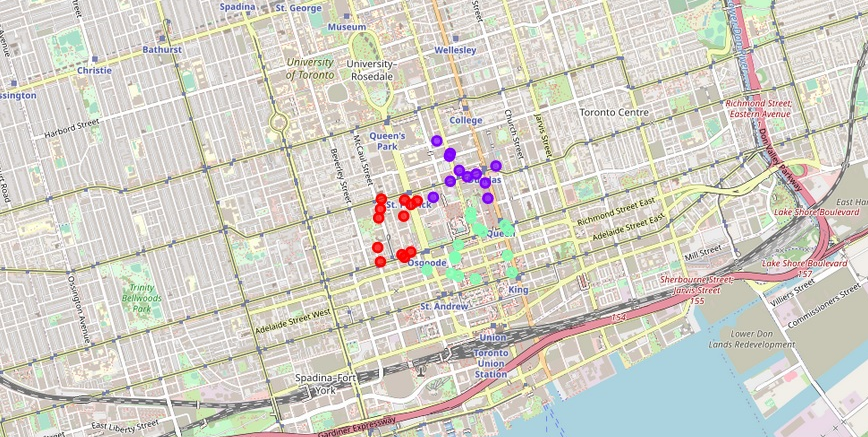 Spadina
St. George
Museum
Bathurst
University
of Toronto
University–
Rosedale
Wellesley
Christie
Harbord Street
College
Church Street
Jarvis Street
Toronto Centre
Richmond Street;
Eastern Avenue
Queen's
Park
McCaul Street
Beverley Street
Don Valley Parkway
Lake Shore Boulevard
Richmond Street East
Adelaide Street East
Queen
Osgoode
Mill Street
Lake Shore Boulevard
157
Sherbourne Street;
Jarvis Street
155
King
Villiers Street
Commissioners Street
Trinity
Bellwoods
Park
Ossington Avenue
St. Andrew
Adelaide Street West
154
Lower Don
Lands Redevelopment
Union
Toronto
Union
Station
Spadina–Fort
York
East Liberty Street
Gardiner Expressway